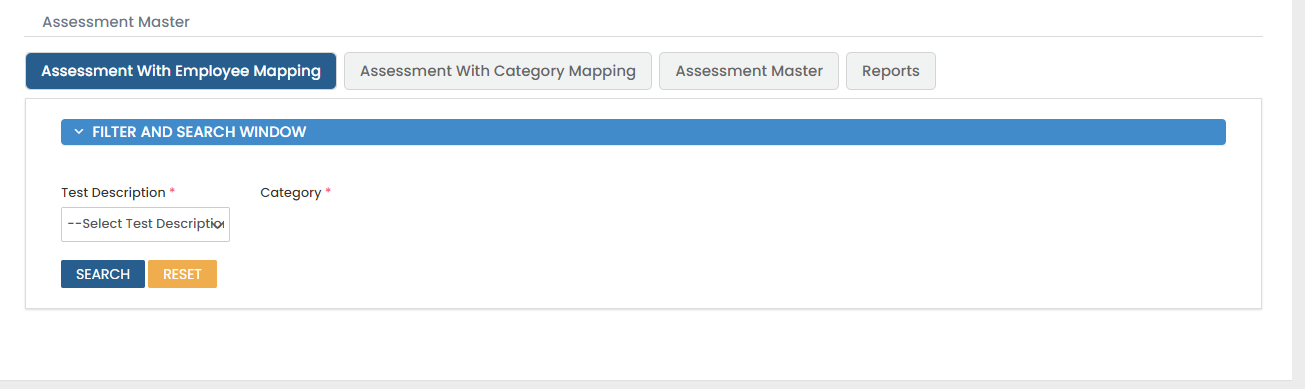 Assessment Master
Assessment With Employee Mapping Assessment With Category Mapping Assessment Master Reports
FILTER AND SEARCH WINDOW
Test Description * Category *
--Select Test Description
SEARCH RESET